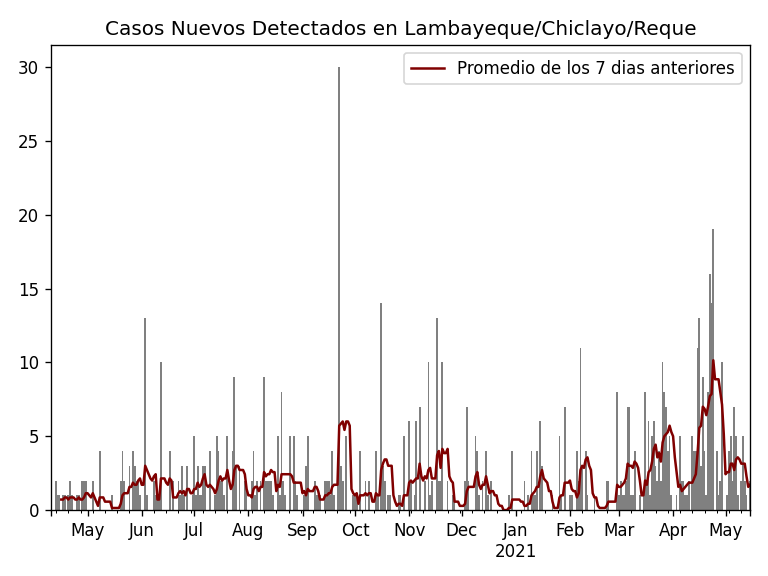 Casos Nuevos Detectados en Lambayeque/Chiclayo/Reque
Promedio de los 7 dias anteriores
30
25
20
15
10
5
0
May Jun Jul Aug Sep Oct Nov Dec Jan Feb Mar Apr May
2021